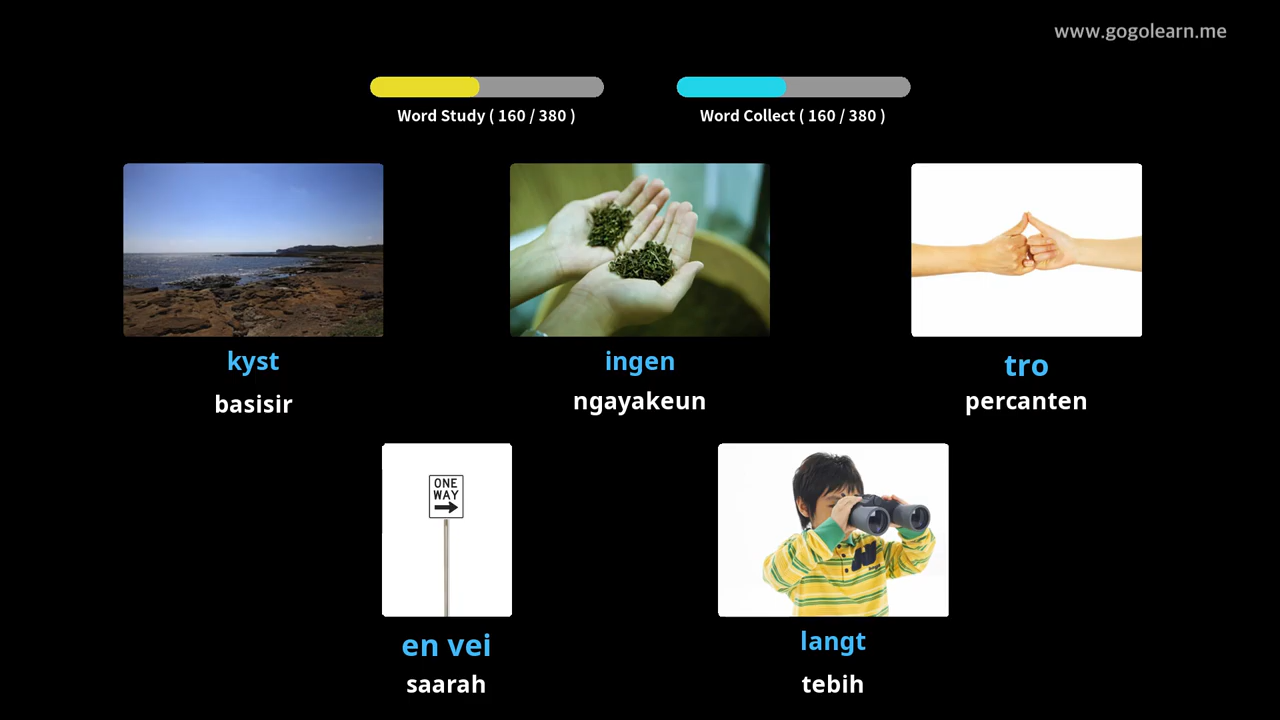 www.gogolearn.me
Word Study ( 160 / 380 )
Word Collect ( 160 / 380 )
kyst
basisir
ingen
ngayakeun
tro
percanten
ONE
WAY
en vei
saarah
langt
tebih